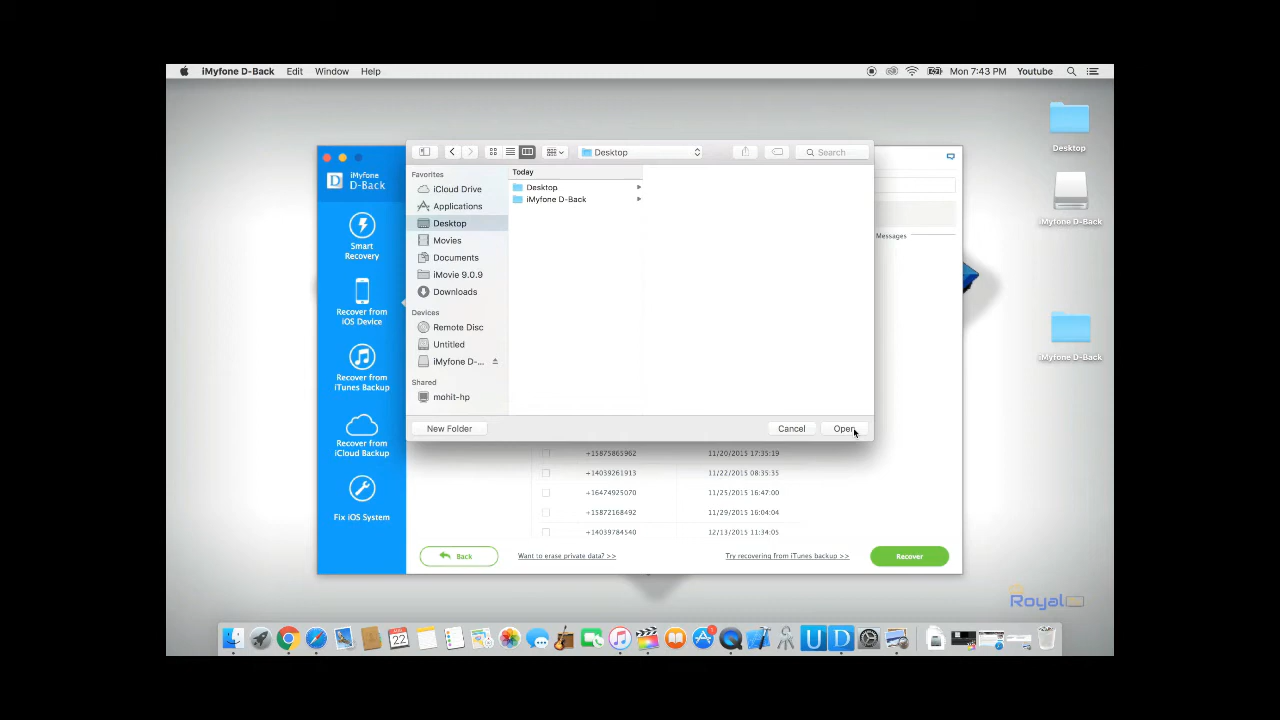 iMyfone D-Back Edit Window Help
Mon 7:43 PM Youtube
Desktop
iMyfone D-Back
iMyfone D-Back
iMyfone
D-Back
Smart
Recovery
Recover from
iOS Device
Recover from
iTunes Backup
Recover from
iCloud Backup
Fix iOS System
Desktop
Search
Favorites
iCloud Drive
Applications
Desktop
Movies
Documents
iMovie 9.0.9
Downloads
Devices
Remote Disc
Untitled
iMyfone D-...
Shared
mohit-hp
Today
Desktop
iMyfone D-Back
New Folder
Cancel
Open
Messages
+15875865962 11/20/2015 17:35:19
+14039261913 11/22/2015 08:35:35
+16474925070 11/25/2015 16:47:00
+15872168492 11/29/2015 16:04:04
+14039784540 12/13/2015 11:34:05
Back
Want to erase private data? >>
Try recovering from iTunes backup >>
Recover
Royal
22